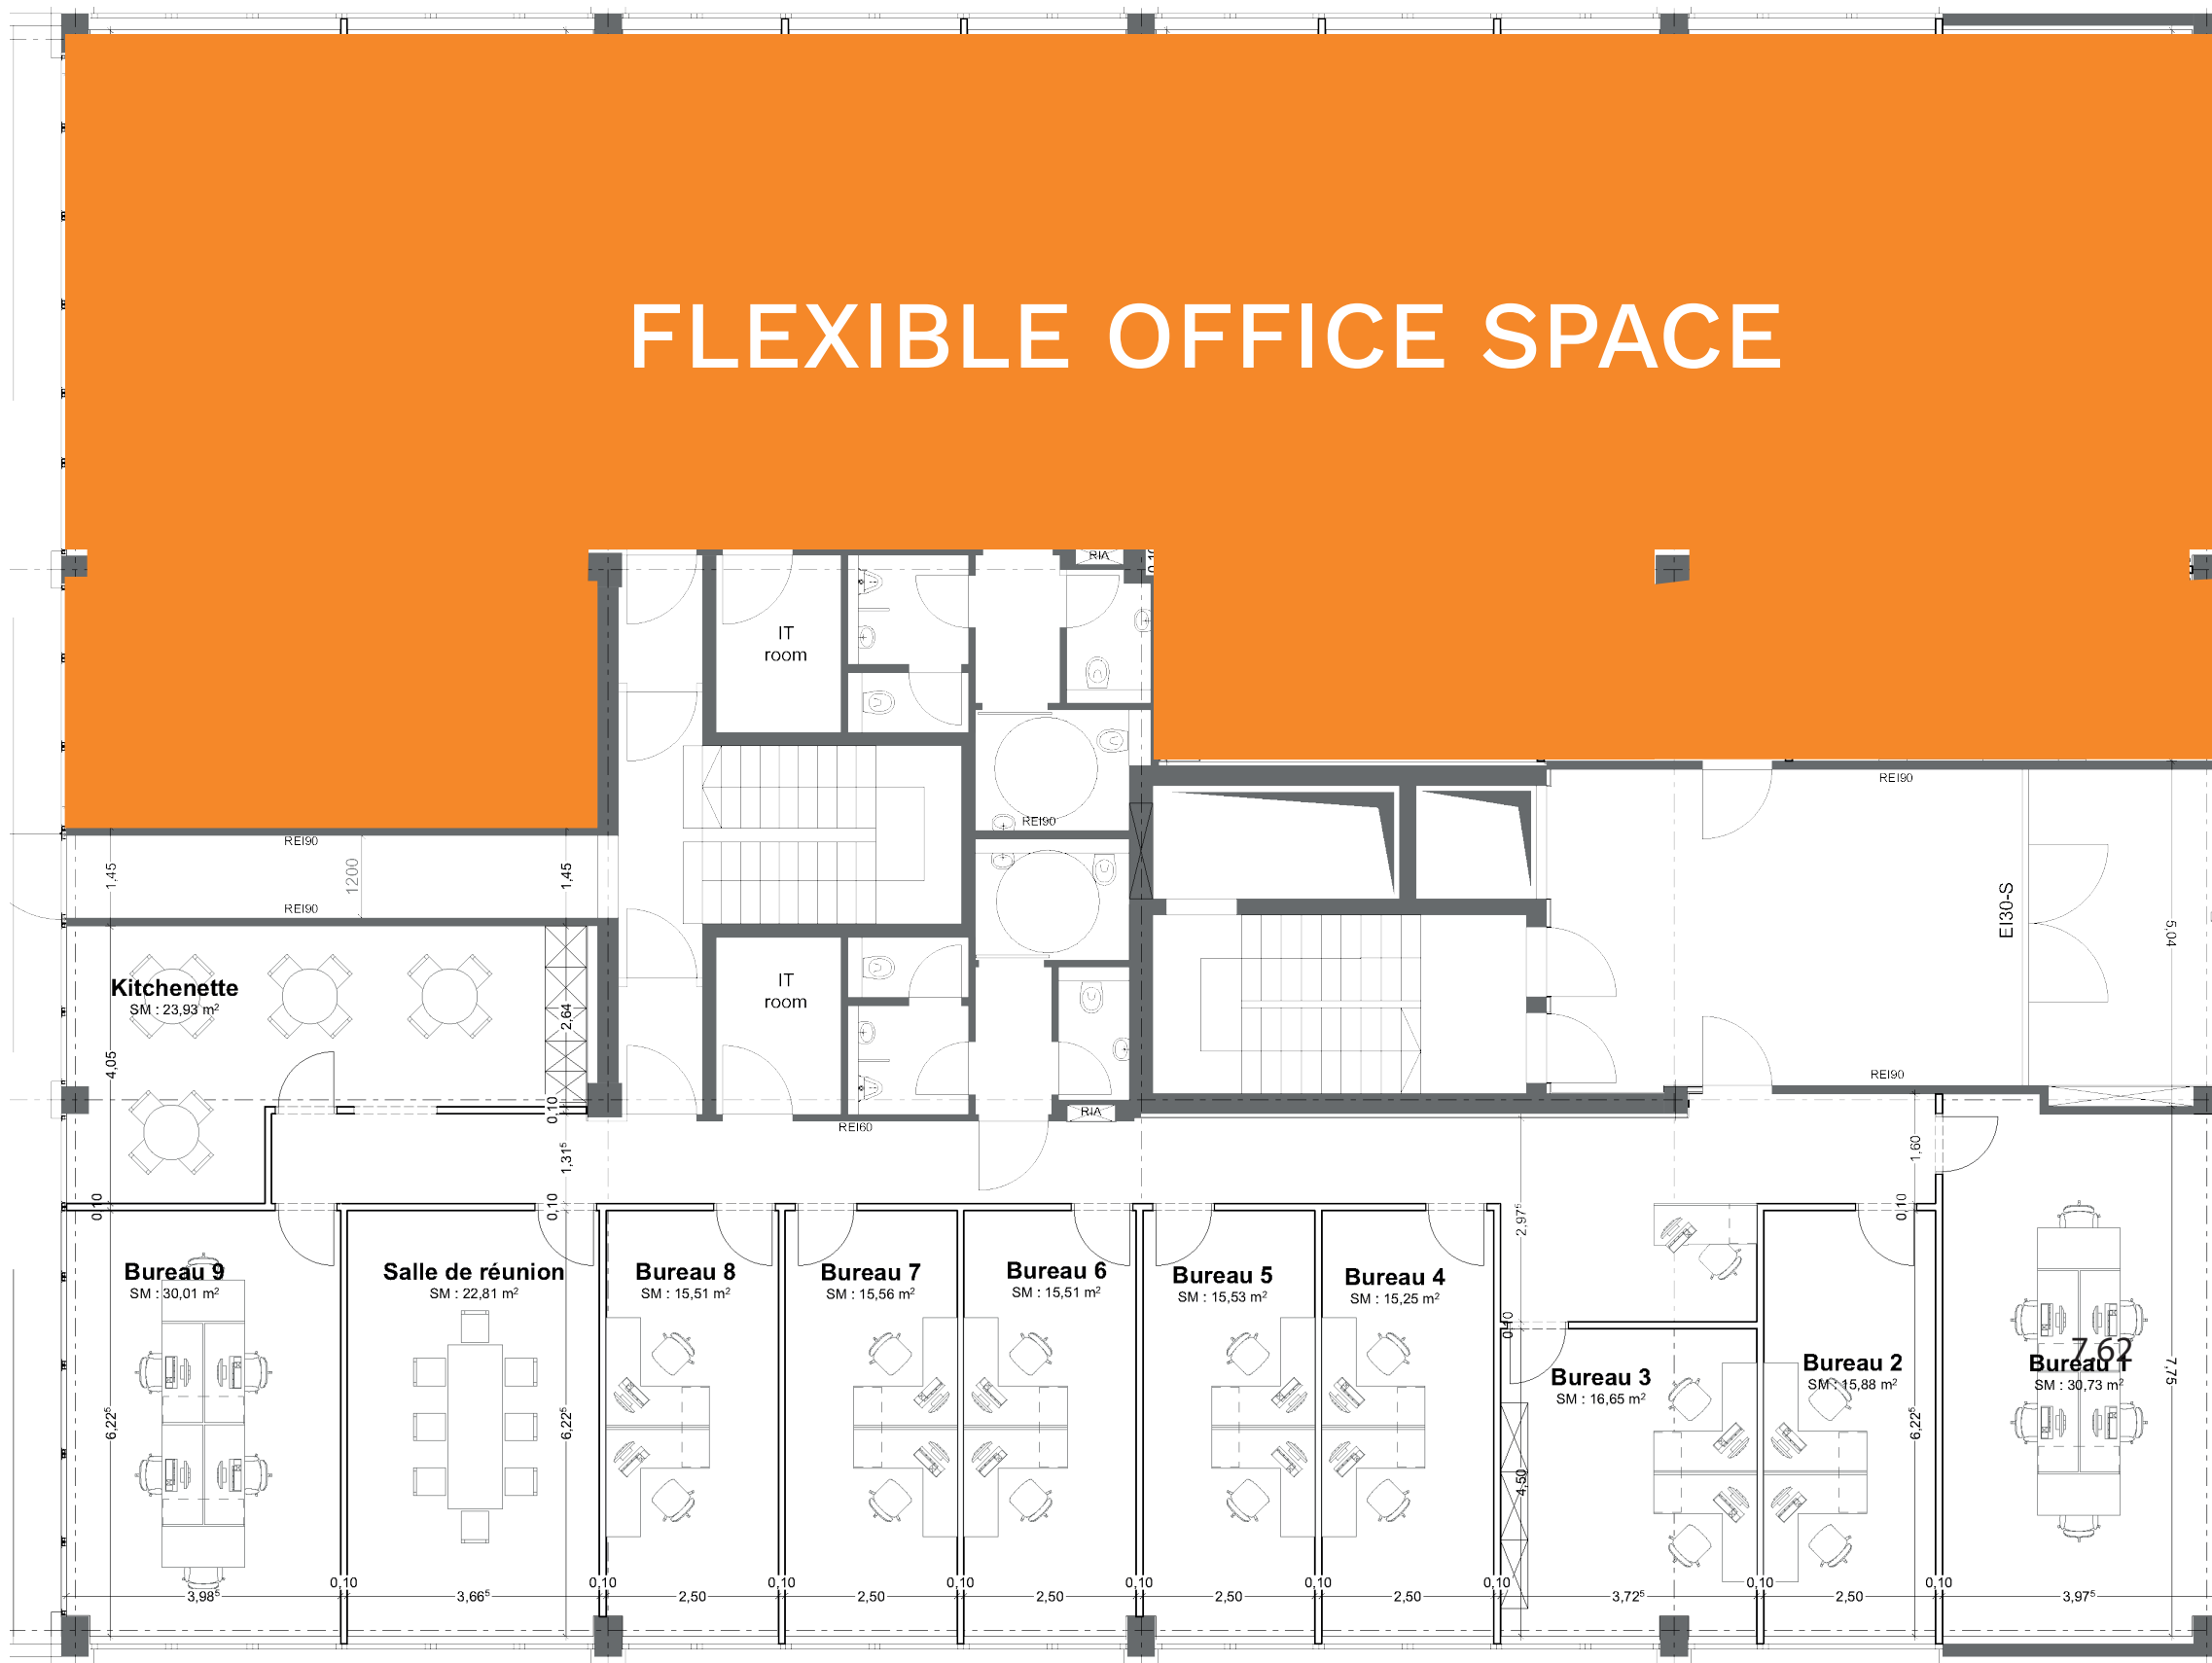 FLEXIBLE OFFICE SPACE
RIA
0,10
IT
room
REI90
REI90
REI90
1,45
1200
1,45
REI90
EI30-S
5,04
Kitchenette
SM : 23,93 m²
2,64
4,05
IT
room
REI90
RIA
REI60
0,10
1,31⁵
1,60
0,10
0,10
0,10
2,97⁵
Bureau 9
SM : 30,01 m²
Salle de réunion
SM : 22,81 m²
Bureau 8
SM : 15,51 m²
Bureau 7
SM : 15,56 m²
Bureau 6
SM : 15,51 m²
Bureau 5
SM : 15,53 m²
Bureau 4
SM : 15,25 m²
0,10
Bureau 3
SM : 16,65 m²
Bureau 2
SM : 15,88 m²
7,62
Bureau 1
SM : 30,73 m²
7,75
6,22⁵
6,22⁵
6,22⁵
4,50
0,10
0,10
0,10
0,10
0,10
0,10
0,10
0,10
0,10
3,98⁵
3,66⁵
2,50
2,50
2,50
2,50
2,50
3,72⁵
2,50
3,97⁵